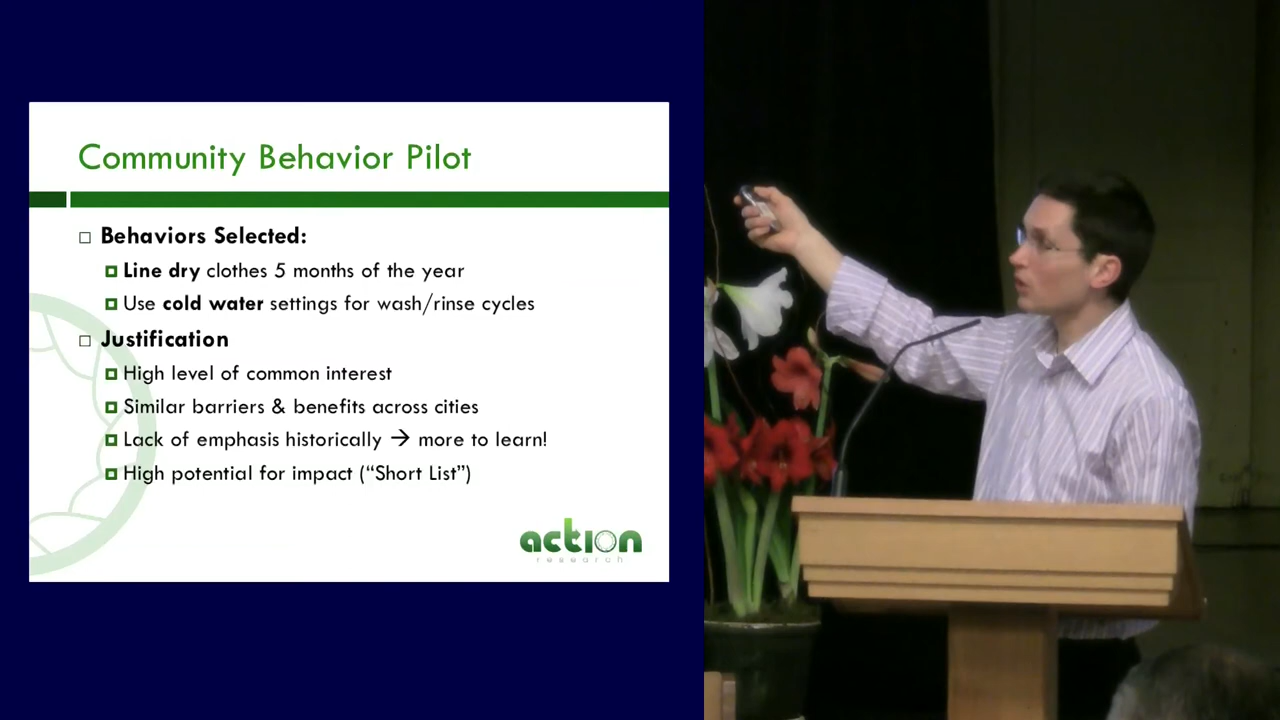 Community Behavior Pilot
Behaviors Selected:
Line dry clothes 5 months of the year
Use cold water settings for wash/rinse cycles
Justification
High level of common interest
Similar barriers & benefits across cities
Lack of emphasis historically → more to learn!
High potential for impact (“Short List”)
action
research